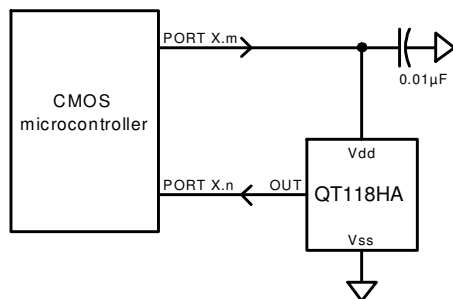 PORT X.m
0.01µF
CMOS
microcontroller
Vdd
PORT X.n
OUT
QT118HA
Vss